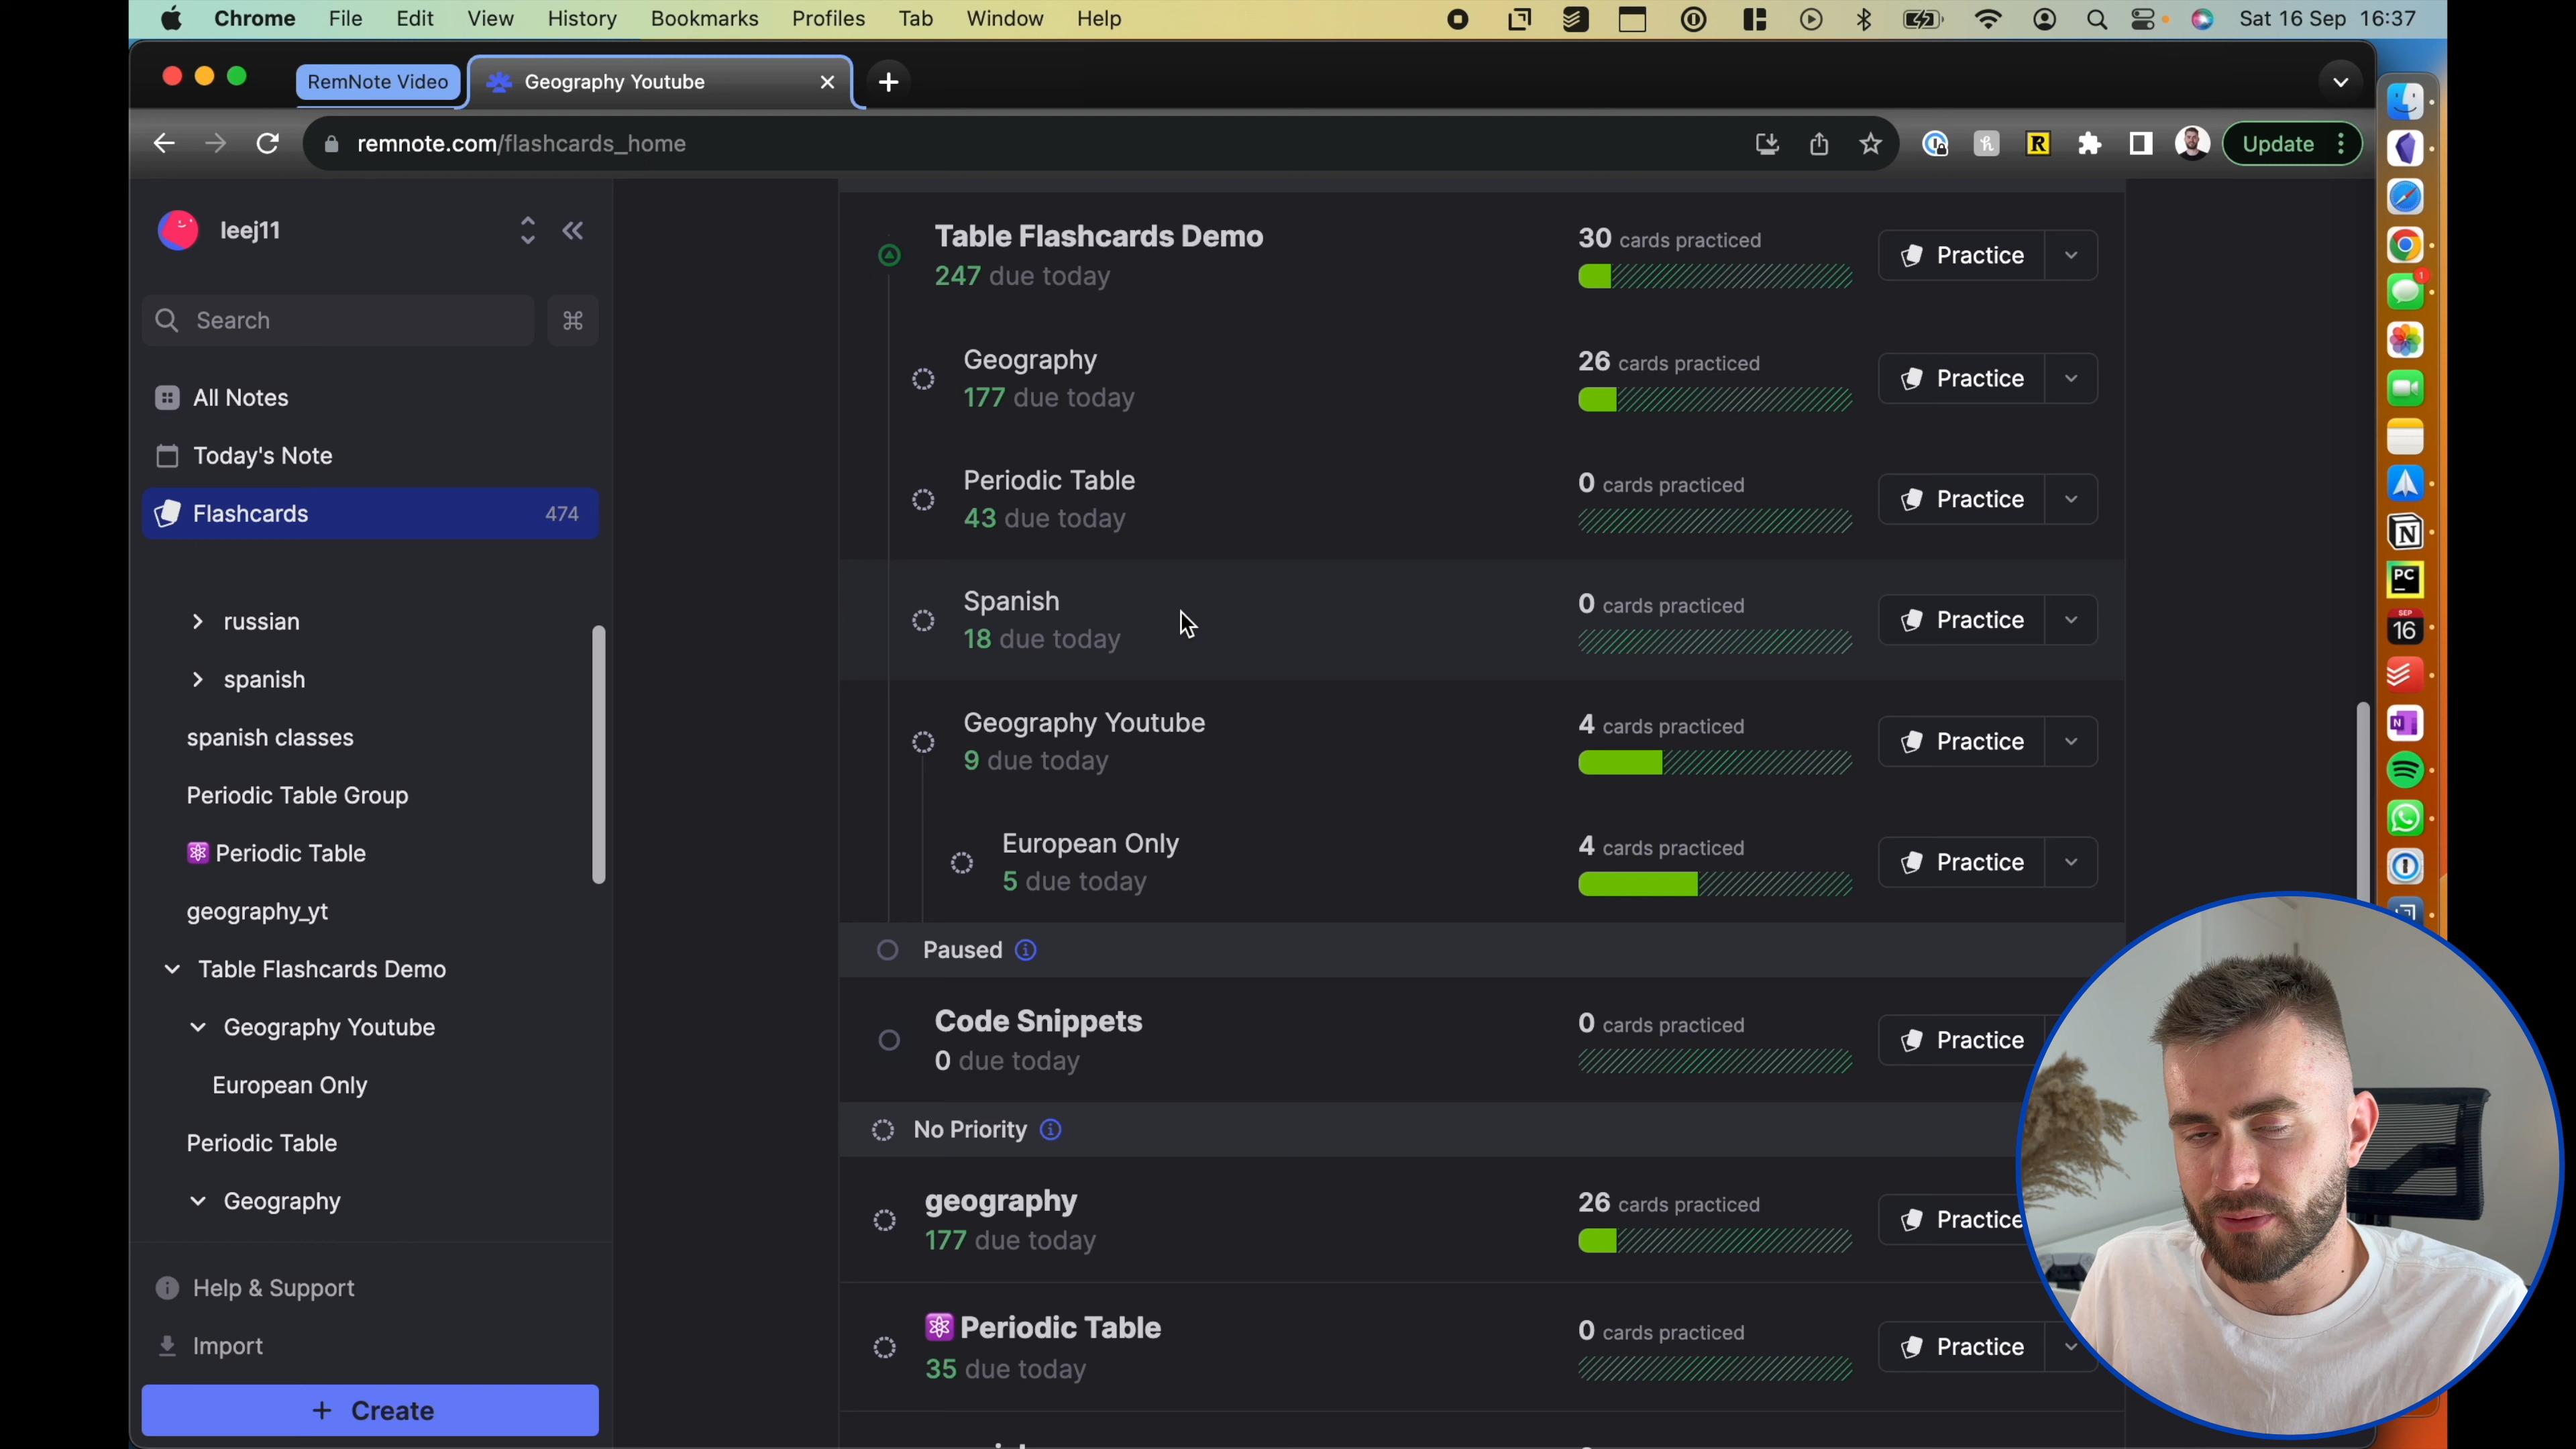 Chrome File Edit View History Bookmarks Profiles Tab Window Help Sat 16 Sep 16:37
RemNote Video Geography Youtube
remnote.com/flashcards_home Update
leej11
Search
All Notes
Today's Note
Flashcards 474
russian
spanish
spanish classes
Periodic Table Group
Periodic Table
geography_yt
Table Flashcards Demo
Geography Youtube
European Only
Periodic Table
Geography
Help & Support
Import
+ Create
Table Flashcards Demo 30 cards practiced Practice
247 due today
Geography 26 cards practiced Practice
177 due today
Periodic Table 0 cards practiced Practice
43 due today
Spanish 0 cards practiced Practice
18 due today
Geography Youtube 4 cards practiced Practice
9 due today
European Only 4 cards practiced Practice
5 due today
Paused
Code Snippets 0 cards practiced Practice
0 due today
No Priority
geography 26 cards practiced Practice
177 due today
Periodic Table 0 cards practiced Practice
35 due today
1
PC
SEP
16